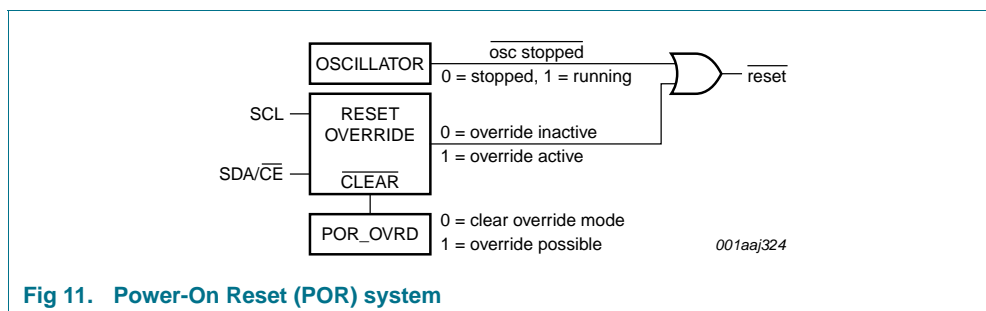 OSCILLATOR
osc stopped
0 = stopped, 1 = running
reset
SCL
RESET
OVERRIDE
0 = override inactive
1 = override active
SDA/CE
CLEAR
POR_OVRD
0 = clear override mode
1 = override possible
001aaj324
Fig 11. Power-On Reset (POR) system